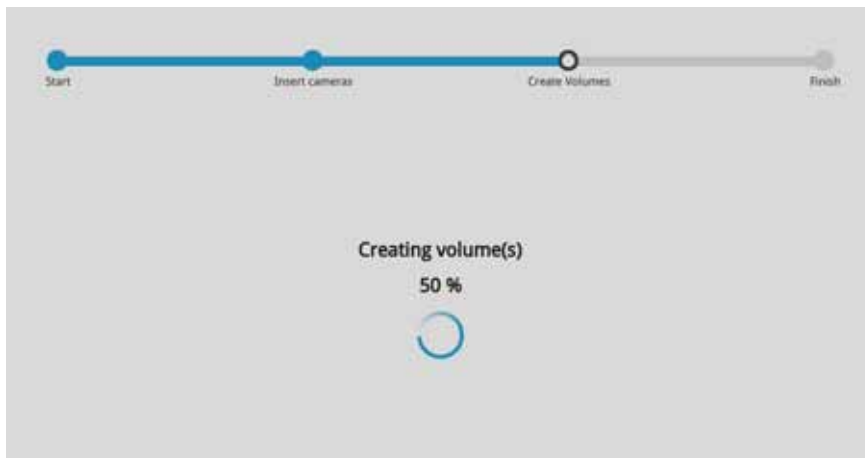 Start
Insert cameras
Create Volumes
Finish
Creating volume(s)
50 %